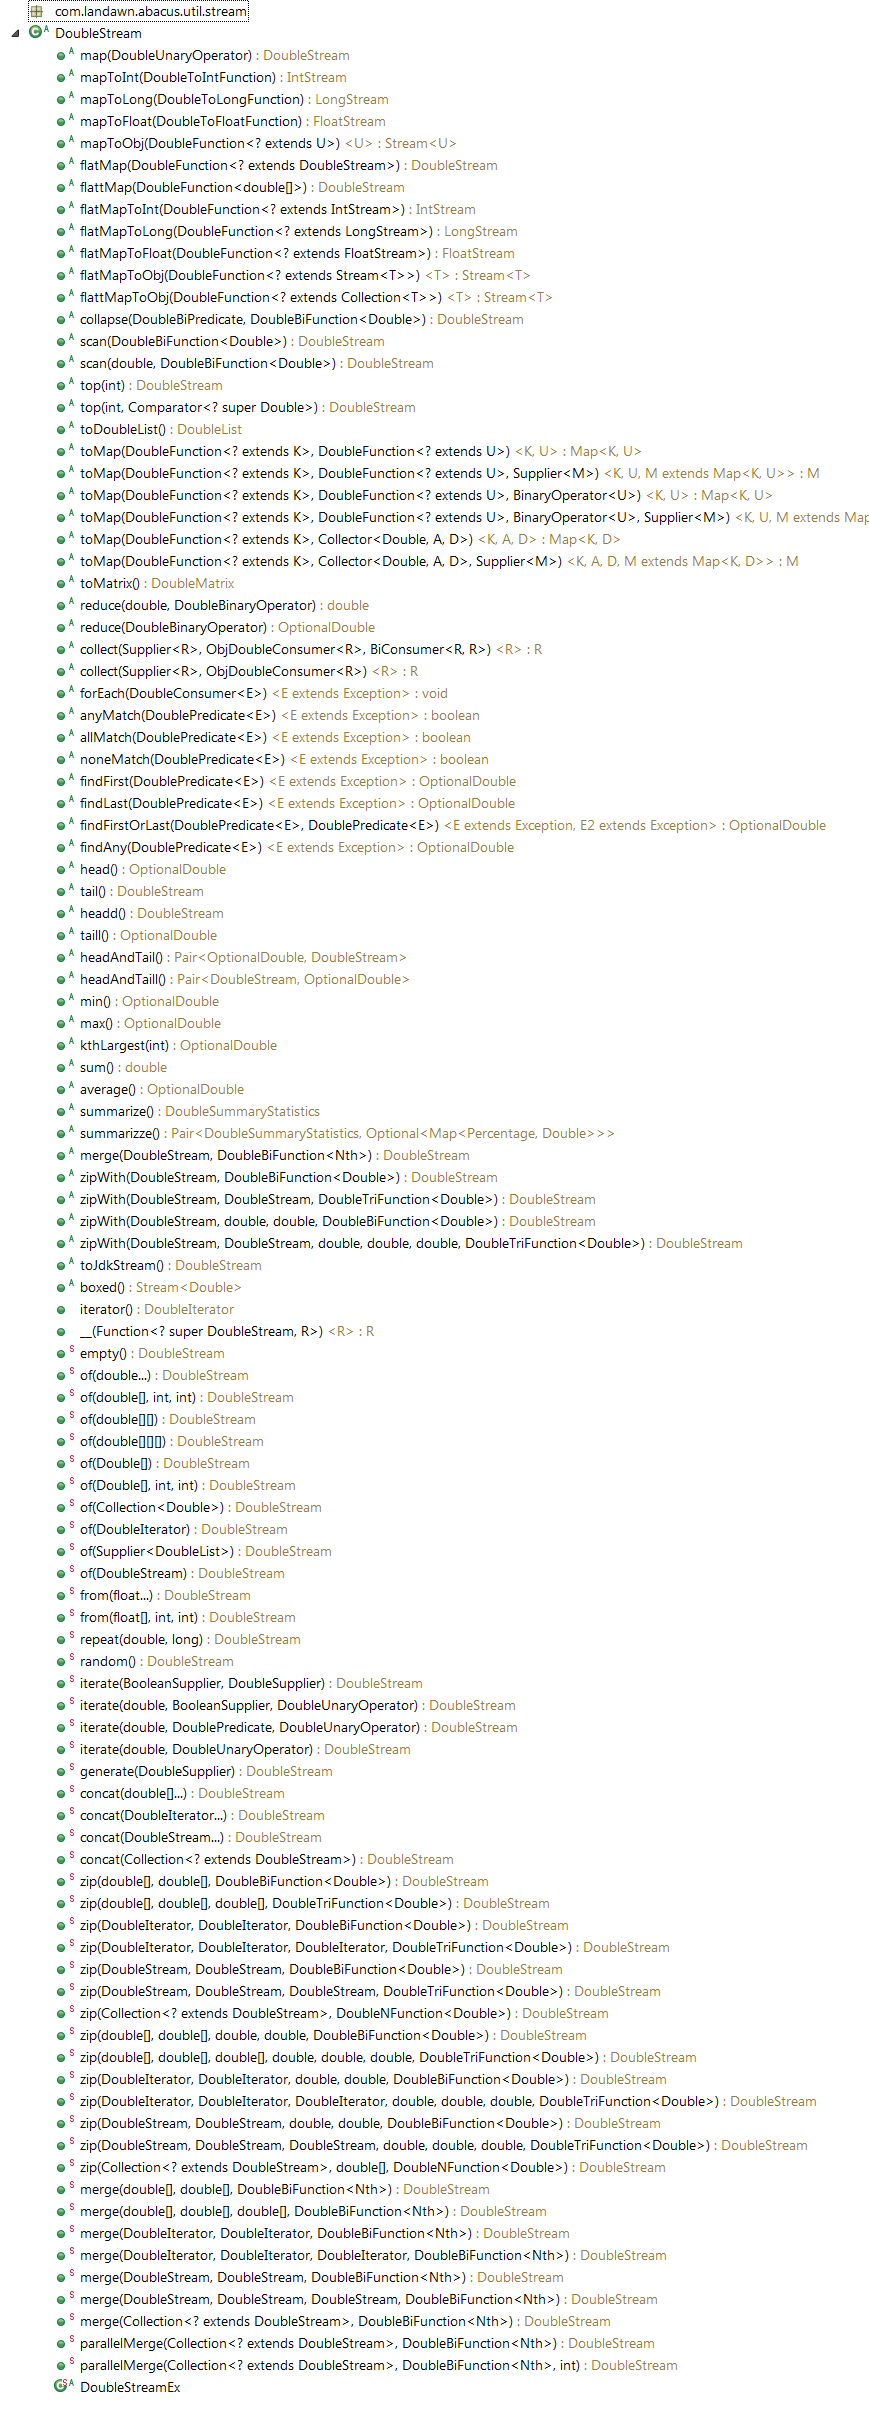 com.landawn.abacus.util.stream
DoubleStream
map(DoubleUnaryOperator) : DoubleStream
mapToInt(DoubleToIntFunction) : IntStream
mapToLong(DoubleToLongFunction) : LongStream
mapToFloat(DoubleToFloatFunction) : FloatStream
mapToObj(DoubleFunction<? extends U>) <U> : Stream<U>
flatMap(DoubleFunction<? extends DoubleStream>) : DoubleStream
flattMap(DoubleFunction<double[]>) : DoubleStream
flatMapToInt(DoubleFunction<? extends IntStream>) : IntStream
flatMapToLong(DoubleFunction<? extends LongStream>) : LongStream
flatMapToFloat(DoubleFunction<? extends FloatStream>) : FloatStream
flatMapToObj(DoubleFunction<? extends Stream<T>>) <T> : Stream<T>
flattMapToObj(DoubleFunction<? extends Collection<T>>) <T> : Stream<T>
collapse(DoubleBiPredicate, DoubleBiFunction<Double>) : DoubleStream
scan(DoubleBiFunction<Double>) : DoubleStream
scan(double, DoubleBiFunction<Double>) : DoubleStream
top(int) : DoubleStream
top(int, Comparator<? super Double>) : DoubleStream
toDoubleList() : DoubleList
toMap(DoubleFunction<? extends K>, DoubleFunction<? extends U>) <K, U> : Map<K, U>
toMap(DoubleFunction<? extends K>, DoubleFunction<? extends U>, Supplier<M>) <K, U, M extends Map<K, U>> : M
toMap(DoubleFunction<? extends K>, DoubleFunction<? extends U>, BinaryOperator<U>) <K, U> : Map<K, U>
toMap(DoubleFunction<? extends K>, DoubleFunction<? extends U>, BinaryOperator<U>, Supplier<M>) <K, U, M extends Map
toMap(DoubleFunction<? extends K>, Collector<Double, A, D>) <K, A, D> : Map<K, D>
toMap(DoubleFunction<? extends K>, Collector<Double, A, D>, Supplier<M>) <K, A, D, M extends Map<K, D>> : M
toMatrix() : DoubleMatrix
reduce(double, DoubleBinaryOperator) : double
reduce(DoubleBinaryOperator) : OptionalDouble
collect(Supplier<R>, ObjDoubleConsumer<R>, BiConsumer<R, R>) <R> : R
collect(Supplier<R>, ObjDoubleConsumer<R>) <R> : R
forEach(DoubleConsumer<E>) <E extends Exception> : void
anyMatch(DoublePredicate<E>) <E extends Exception> : boolean
allMatch(DoublePredicate<E>) <E extends Exception> : boolean
noneMatch(DoublePredicate<E>) <E extends Exception> : boolean
findFirst(DoublePredicate<E>) <E extends Exception> : OptionalDouble
findLast(DoublePredicate<E>) <E extends Exception> : OptionalDouble
findFirstOrLast(DoublePredicate<E>, DoublePredicate<E>) <E extends Exception, E2 extends Exception> : OptionalDouble
findAny(DoublePredicate<E>) <E extends Exception> : OptionalDouble
head() : OptionalDouble
tail() : DoubleStream
headd() : DoubleStream
taill() : OptionalDouble
headAndTail() : Pair<OptionalDouble, DoubleStream>
headAndTaill() : Pair<DoubleStream, OptionalDouble>
min() : OptionalDouble
max() : OptionalDouble
kthLargest(int) : OptionalDouble
sum() : double
average() : OptionalDouble
summarize() : DoubleSummaryStatistics
summarizze() : Pair<DoubleSummaryStatistics, Optional<Map<Percentage, Double>>>
merge(DoubleStream, DoubleBiFunction<Nth>) : DoubleStream
zipWith(DoubleStream, DoubleBiFunction<Double>) : DoubleStream
zipWith(DoubleStream, DoubleStream, DoubleTriFunction<Double>) : DoubleStream
zipWith(DoubleStream, double, double, DoubleBiFunction<Double>) : DoubleStream
zipWith(DoubleStream, DoubleStream, double, double, double, DoubleTriFunction<Double>) : DoubleStream
toJdkStream() : DoubleStream
boxed() : Stream<Double>
iterator() : DoubleIterator
__(Function<? super DoubleStream, R>) <R> : R
empty() : DoubleStream
of(double...) : DoubleStream
of(double[], int, int) : DoubleStream
of(double[][]) : DoubleStream
of(double[][][]) : DoubleStream
of(Double[]) : DoubleStream
of(Double[], int, int) : DoubleStream
of(Collection<Double>) : DoubleStream
of(DoubleIterator) : DoubleStream
of(Supplier<DoubleList>) : DoubleStream
of(DoubleStream) : DoubleStream
from(float...) : DoubleStream
from(float[], int, int) : DoubleStream
repeat(double, long) : DoubleStream
random() : DoubleStream
iterate(BooleanSupplier, DoubleSupplier) : DoubleStream
iterate(double, BooleanSupplier, DoubleUnaryOperator) : DoubleStream
iterate(double, DoublePredicate, DoubleUnaryOperator) : DoubleStream
iterate(double, DoubleUnaryOperator) : DoubleStream
generate(DoubleSupplier) : DoubleStream
concat(double[]...) : DoubleStream
concat(DoubleIterator...) : DoubleStream
concat(DoubleStream...) : DoubleStream
concat(Collection<? extends DoubleStream>) : DoubleStream
zip(double[], double[], DoubleBiFunction<Double>) : DoubleStream
zip(double[], double[], double[], DoubleTriFunction<Double>) : DoubleStream
zip(DoubleIterator, DoubleIterator, DoubleBiFunction<Double>) : DoubleStream
zip(DoubleIterator, DoubleIterator, DoubleIterator, DoubleTriFunction<Double>) : DoubleStream
zip(DoubleStream, DoubleStream, DoubleBiFunction<Double>) : DoubleStream
zip(DoubleStream, DoubleStream, DoubleStream, DoubleTriFunction<Double>) : DoubleStream
zip(Collection<? extends DoubleStream>, DoubleNFunction<Double>) : DoubleStream
zip(double[], double[], double, double, DoubleBiFunction<Double>) : DoubleStream
zip(double[], double[], double[], double, double, double, DoubleTriFunction<Double>) : DoubleStream
zip(DoubleIterator, DoubleIterator, double, double, DoubleBiFunction<Double>) : DoubleStream
zip(DoubleIterator, DoubleIterator, DoubleIterator, double, double, double, DoubleTriFunction<Double>) : DoubleStream
zip(DoubleStream, DoubleStream, double, double, DoubleBiFunction<Double>) : DoubleStream
zip(DoubleStream, DoubleStream, DoubleStream, double, double, double, DoubleTriFunction<Double>) : DoubleStream
zip(Collection<? extends DoubleStream>, double[], DoubleNFunction<Double>) : DoubleStream
merge(double[], double[], DoubleBiFunction<Nth>) : DoubleStream
merge(double[], double[], double[], DoubleBiFunction<Nth>) : DoubleStream
merge(DoubleIterator, DoubleIterator, DoubleBiFunction<Nth>) : DoubleStream
merge(DoubleIterator, DoubleIterator, DoubleIterator, DoubleBiFunction<Nth>) : DoubleStream
merge(DoubleStream, DoubleStream, DoubleBiFunction<Nth>) : DoubleStream
merge(DoubleStream, DoubleStream, DoubleStream, DoubleBiFunction<Nth>) : DoubleStream
merge(Collection<? extends DoubleStream>, DoubleBiFunction<Nth>) : DoubleStream
parallelMerge(Collection<? extends DoubleStream>, DoubleBiFunction<Nth>) : DoubleStream
parallelMerge(Collection<? extends DoubleStream>, DoubleBiFunction<Nth>, int) : DoubleStream
DoubleStreamEx